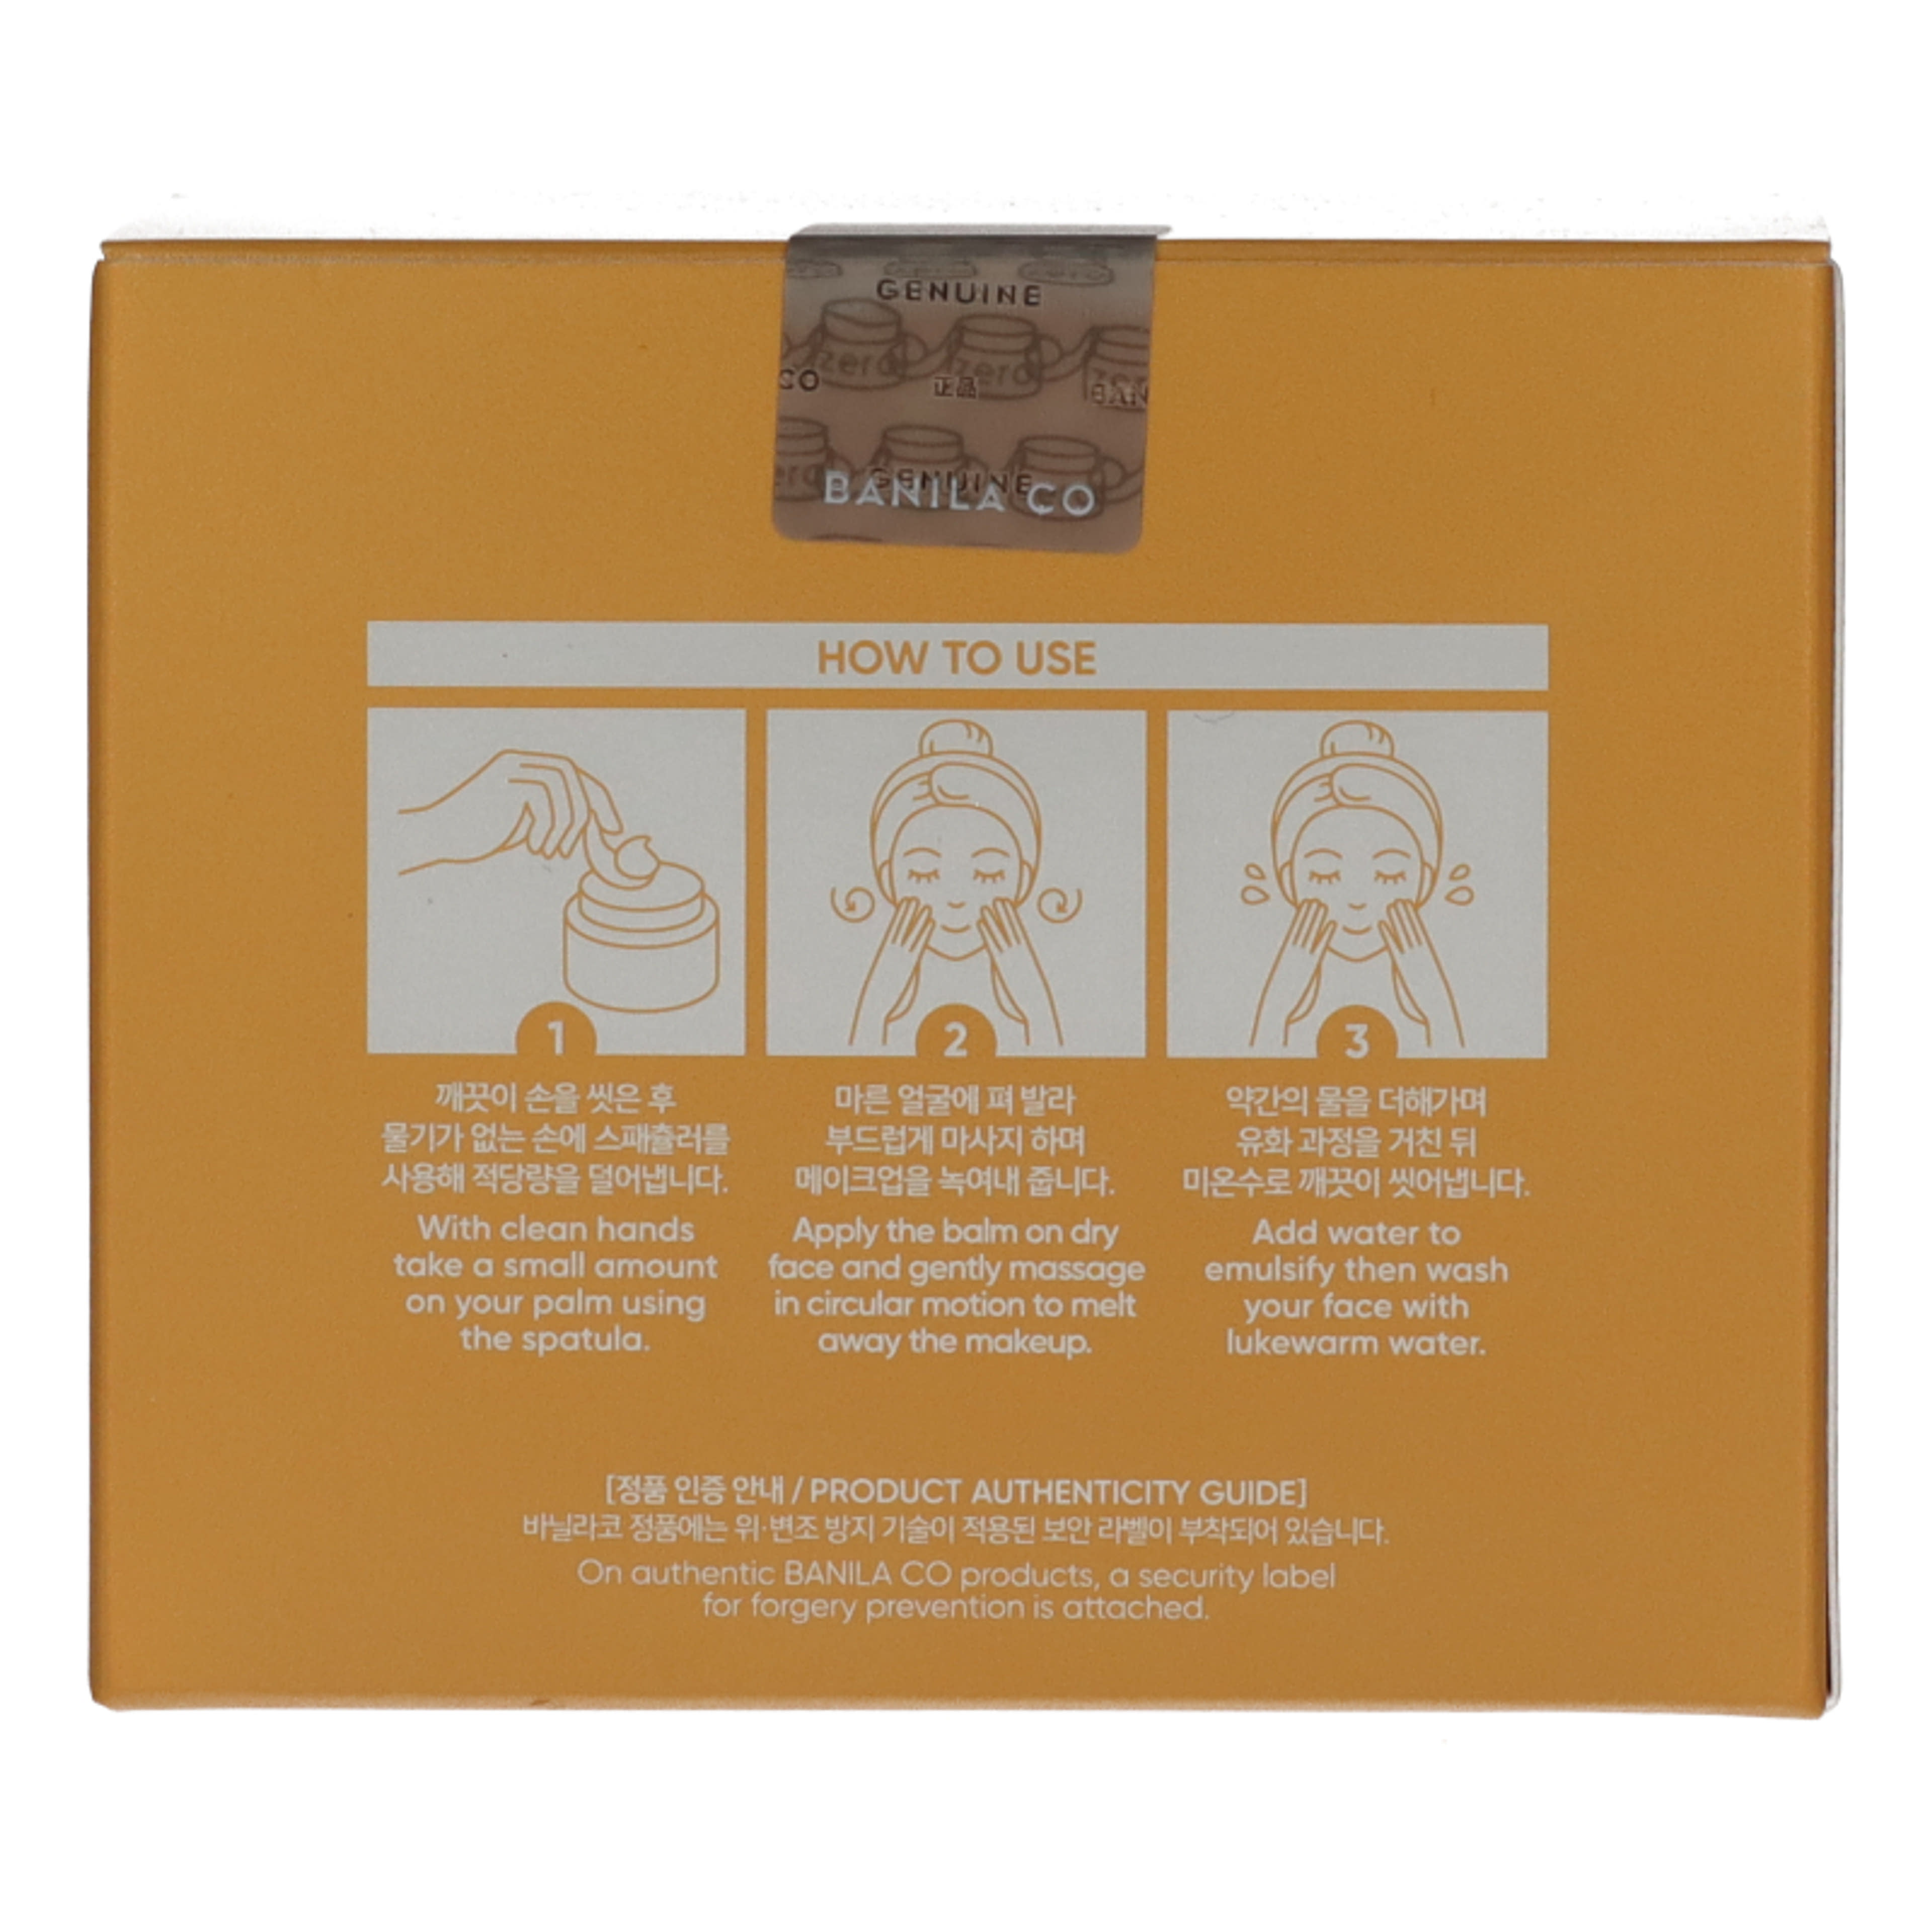 GENUINE
zero
zero
zer
CO
正品
BAN
ero
GENUINE
BANILA CO
HOW TO USE
1
깨끗이 손을 씻은 후
물기가 없는 손에 스패츌러를
사용해 적당량을 덜어냅니다.
With clean hands
take a small amount
on your palm using
the spatula.
2
마른 얼굴에 펴 발라
부드럽게 마사지 하며
메이크업을 녹여내 줍니다.
Apply the balm on dry
face and gently massage
in circular motion to melt
away the makeup.
3
약간의 물을 더해가며
유화 과정을 거친 뒤
미온수로 깨끗이 씻어냅니다.
Add water to
emulsify then wash
your face with
lukewarm water.
[정품 인증 안내 / PRODUCT AUTHENTICITY GUIDE]
바닐라코 정품에는 위·변조 방지 기술이 적용된 보안 라벨이 부착되어 있습니다.
On authentic BANILA CO products, a security label
for forgery prevention is attached.